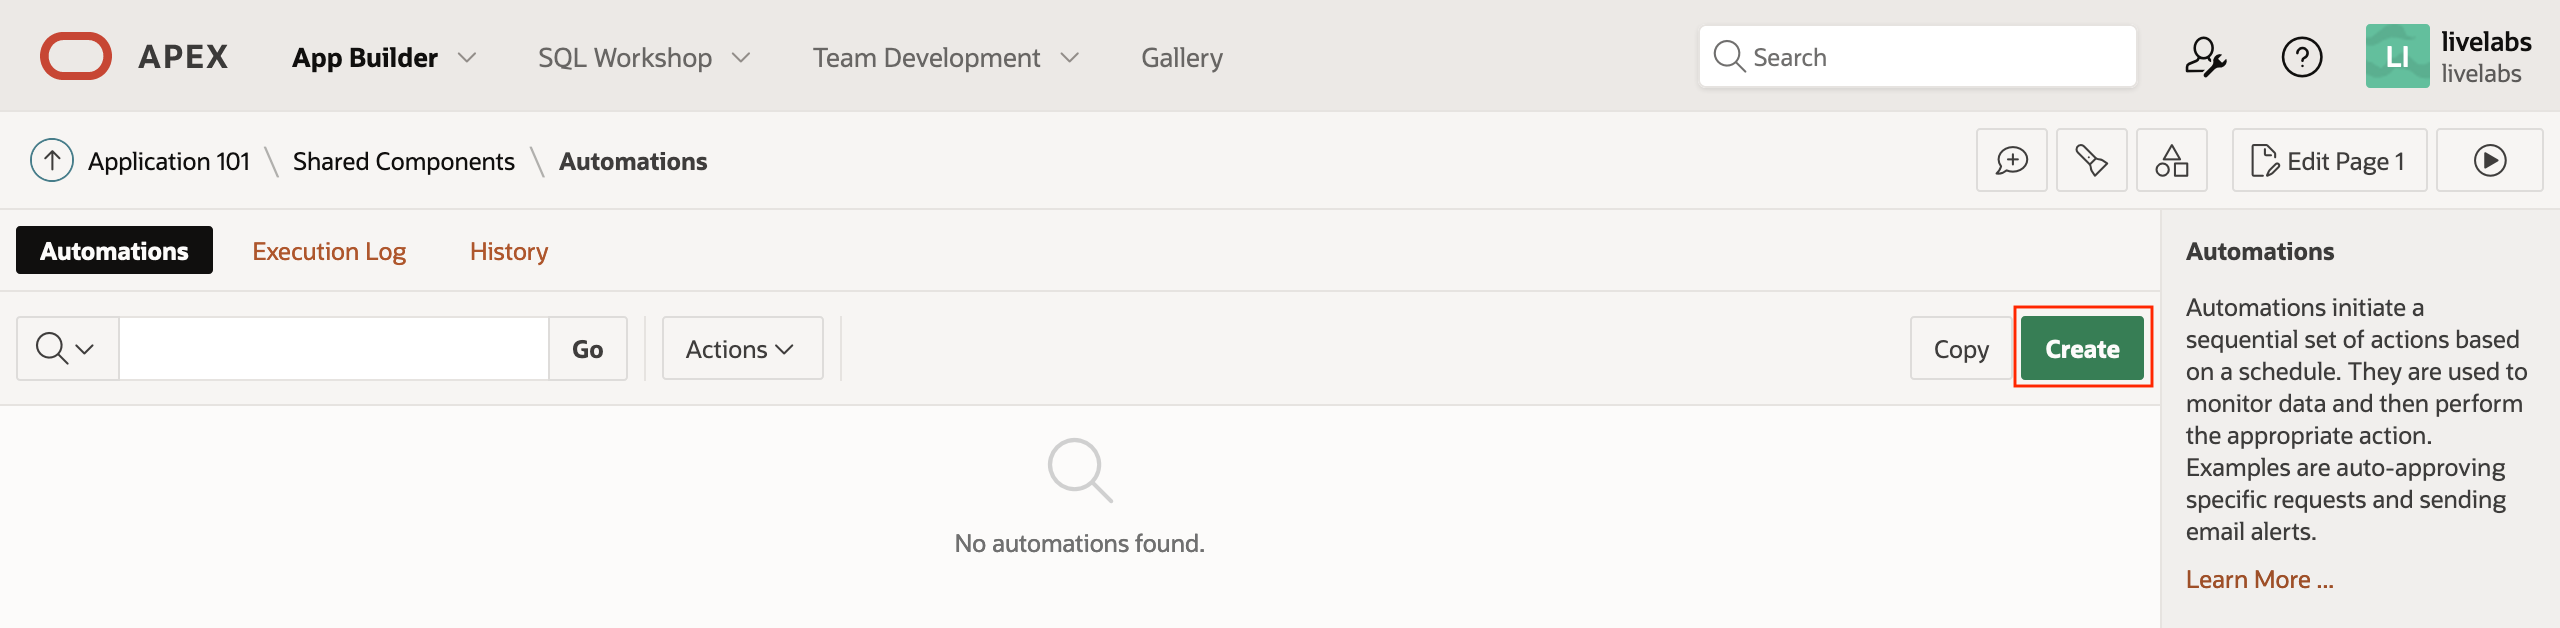 APEX App Builder SQL Workshop Team Development Gallery Search ? LI livelabs
livelabs
Application 101 \ Shared Components \ Automations Edit Page 1
Automations Execution Log History
Go Actions Copy Create
No automations found.
Automations
Automations initiate a
sequential set of actions based
on a schedule. They are used to
monitor data and then perform
the appropriate action.
Examples are auto-approving
specific requests and sending
email alerts.
Learn More ...